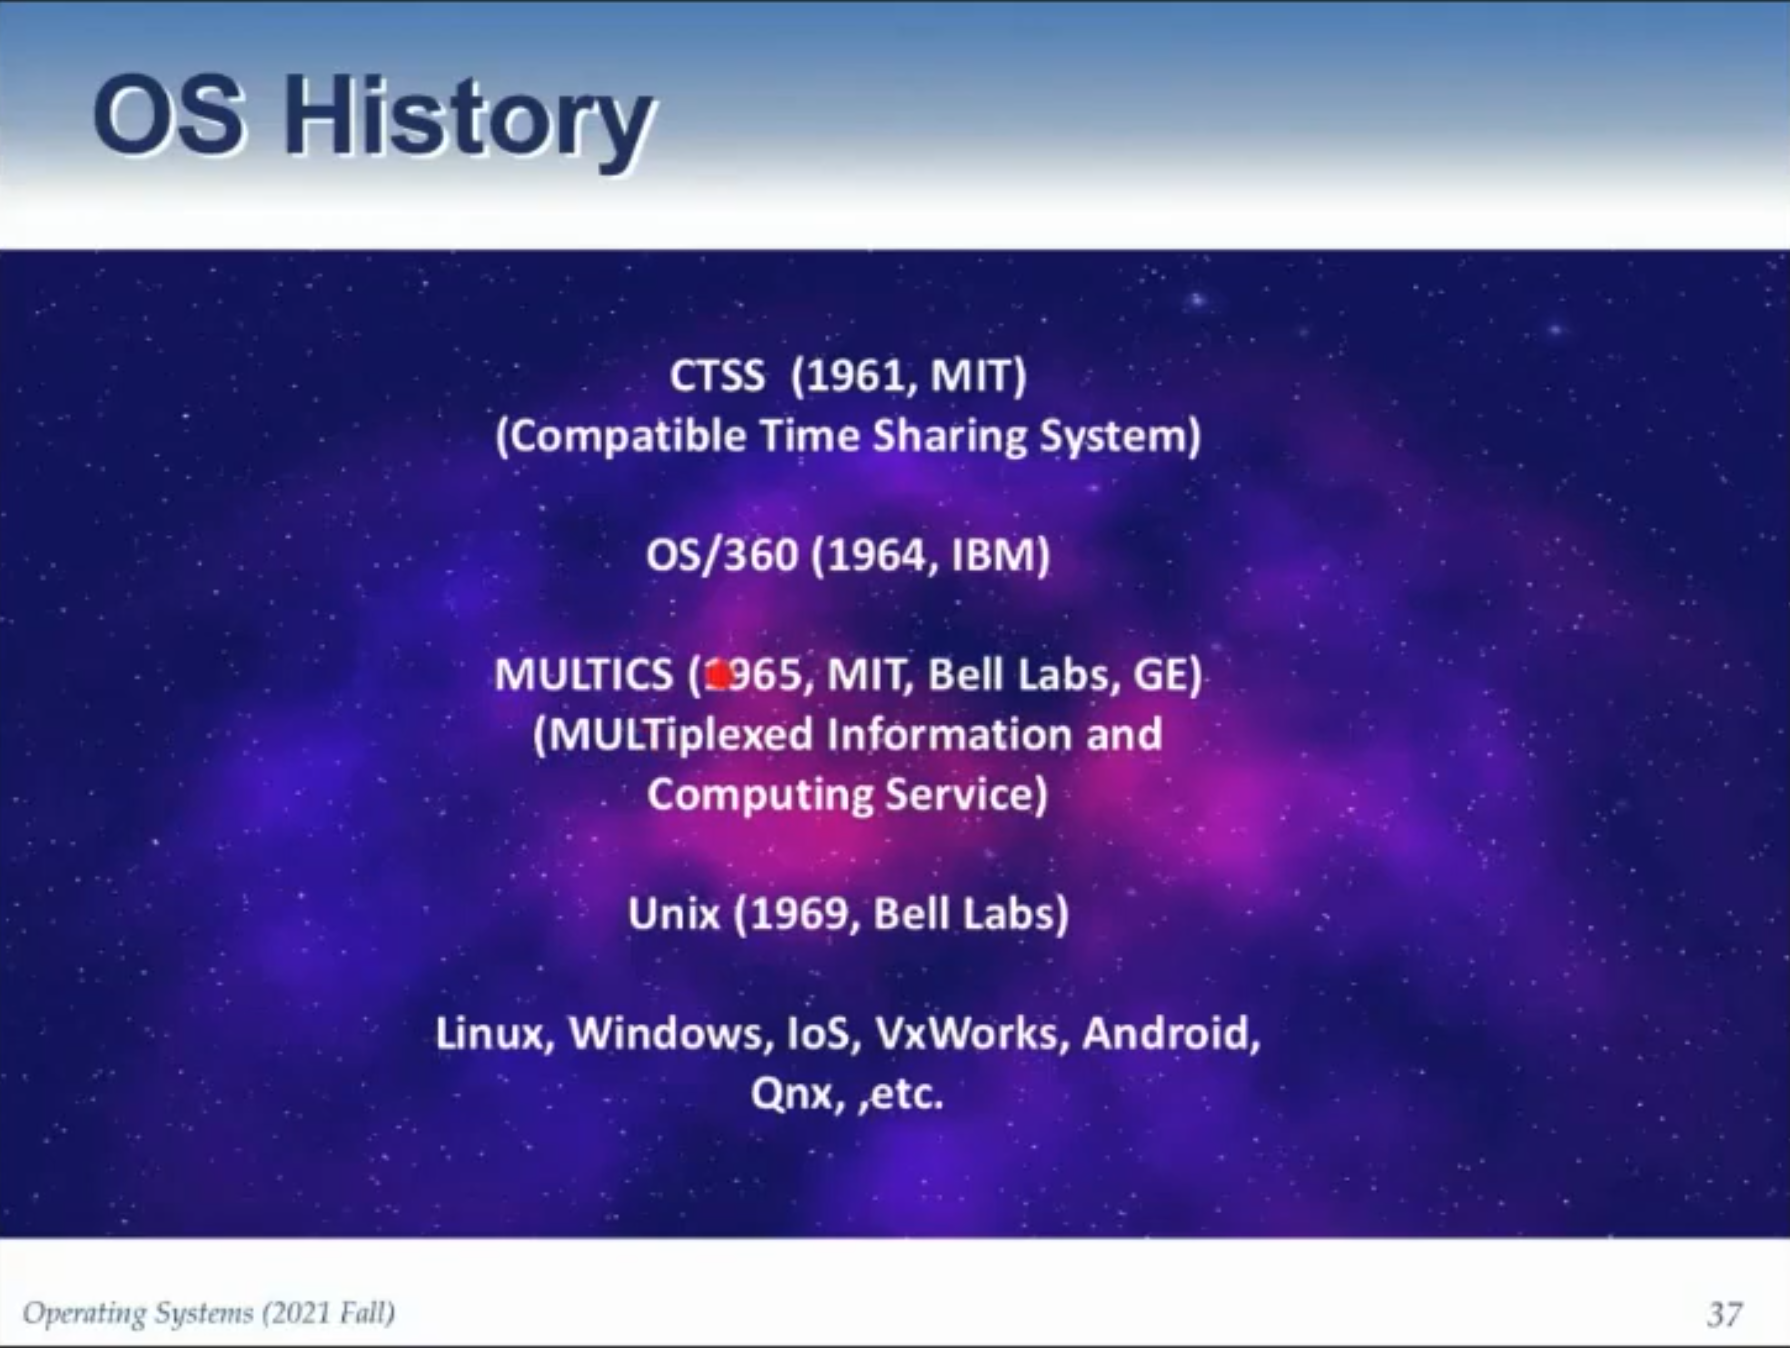 OS History
CTSS (1961, MIT)
(Compatible Time Sharing System)
OS/360 (1964, IBM)
MULTICS (1965, MIT, Bell Labs, GE)
(MULTiplexed Information and
Computing Service)
Unix (1969, Bell Labs)
Linux, Windows, IoS, VxWorks, Android,
Qnx, ,etc.
Operating Systems (2021 Fall)
37